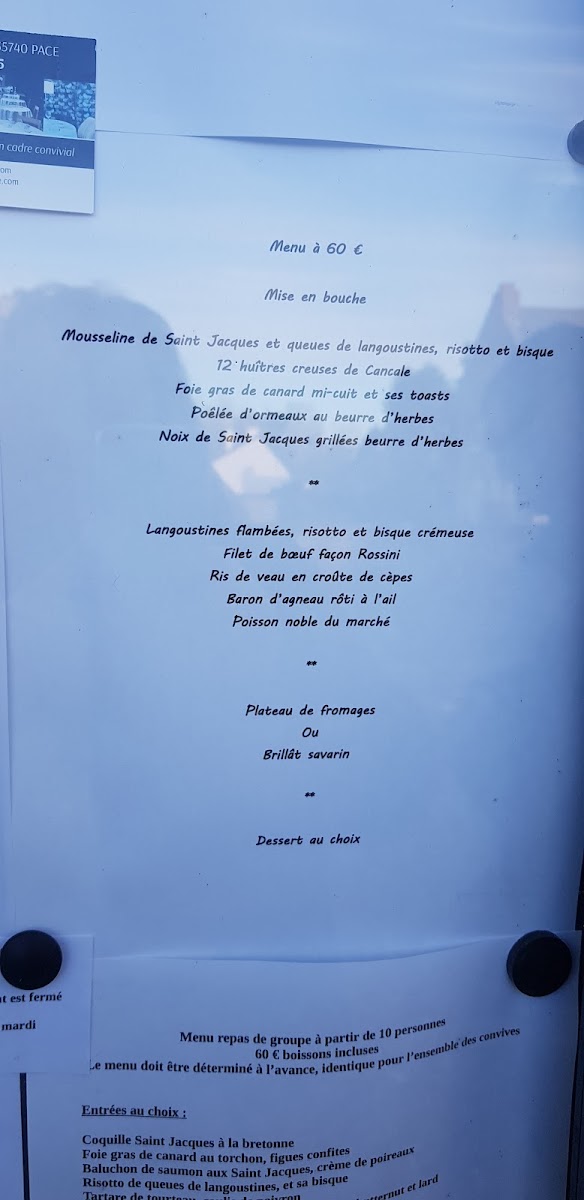 35740 PACE
n cadre convivial
om
e.com
Menu à 60 €
Mise en bouche
Mousseline de Saint Jacques et queues de langoustines, risotto et bisque
12 huîtres creuses de Cancale
Foie gras de canard mi-cuit et ses toasts
Poêlée d'ormeaux au beurre d'herbes
Noix de Saint Jacques grillées beurre d'herbes
**
Langoustines flambées, risotto et bisque crémeuse
Filet de bœuf façon Rossini
Ris de veau en croûte de cèpes
Baron d'agneau rôti à l'ail
Poisson noble du marché
**
Plateau de fromages
Ou
Brillât savarin
**
Dessert au choix
nt est fermé
mardi
Menu repas de groupe à partir de 10 personnes
60 € boissons incluses
Le menu doit être déterminé à l'avance, identique pour l'ensemble des convives
Entrées au choix :
Coquille Saint Jacques à la bretonne
Foie gras de canard au torchon, figues confites
Baluchon de saumon aux Saint Jacques, crème de poireaux
Risotto de queues de langoustines, et sa bisque
Tartare de tourteau et lard